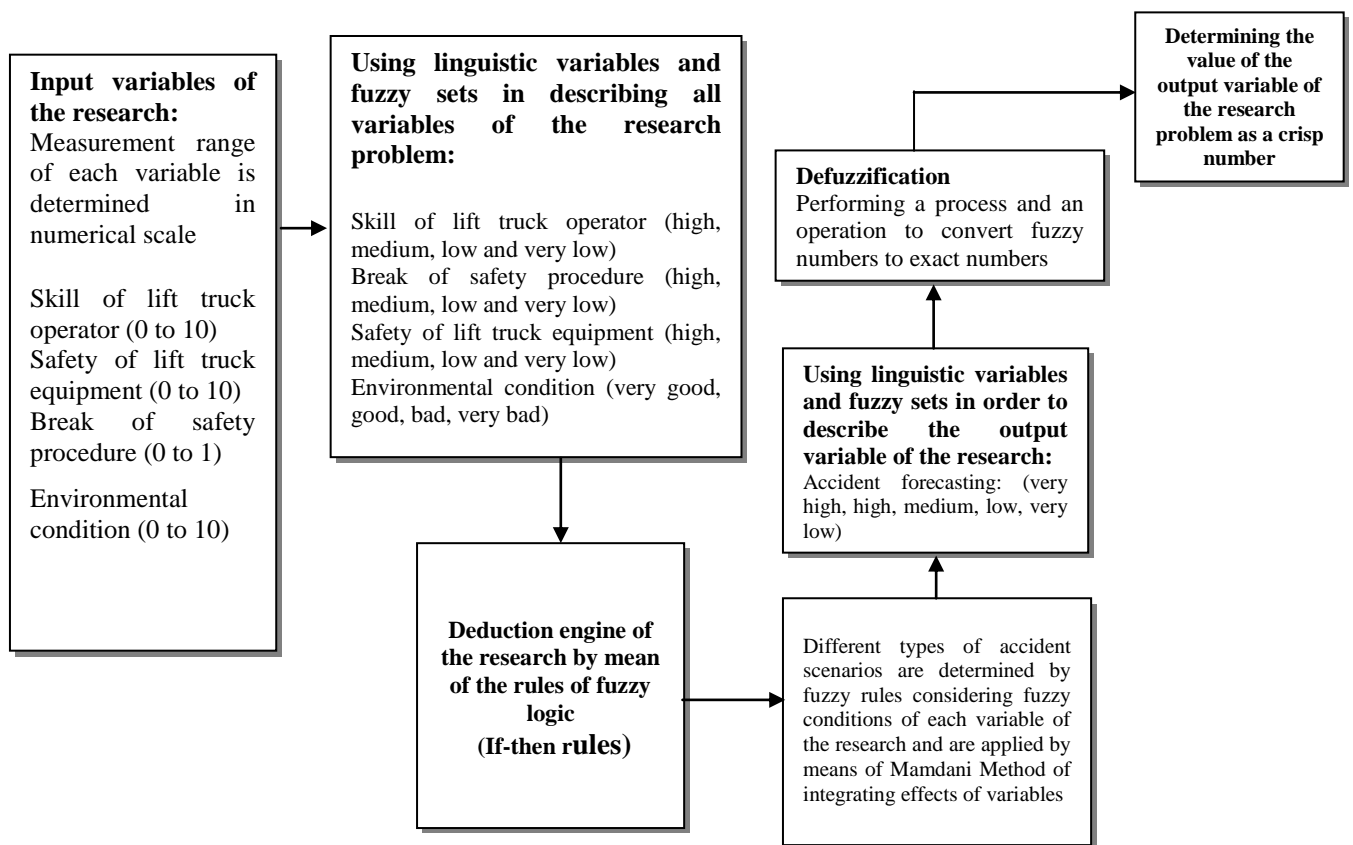 Input variables of
the research:
Measurement range
of each variable is
determined in
numerical scale
Skill of lift truck
operator (0 to 10)
Safety of lift truck
equipment (0 to 10)
Break of safety
procedure (0 to 1)
Environmental
condition (0 to 10)
Using linguistic variables and
fuzzy sets in describing all
variables of the research
problem:
Skill of lift truck operator (high,
medium, low and very low)
Break of safety procedure (high,
medium, low and very low)
Safety of lift truck equipment (high,
medium, low and very low)
Environmental condition (very good,
good, bad, very bad)
Deduction engine of
the research by mean
of the rules of fuzzy
logic
(If-then rules)
Different types of accident
scenarios are determined by
fuzzy rules considering fuzzy
conditions of each variable of
the research and are applied by
means of Mamdani Method of
integrating effects of variables
Using linguistic variables
and fuzzy sets in order to
describe the output
variable of the research:
Accident forecasting: (very
high, high, medium, low, very
low)
Defuzzification
Performing a process and an
operation to convert fuzzy
numbers to exact numbers
Determining the
value of the
output variable of
the research
problem as a crisp
number